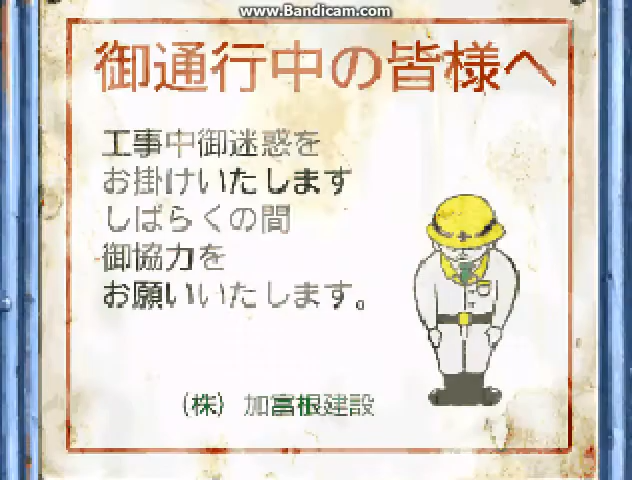 www.Bandicam.com
御通行中の皆様へ
工事中御迷惑を
お掛けいたします
しばらくの間
御協力を
お願いいたします。
(株) 加富根建設